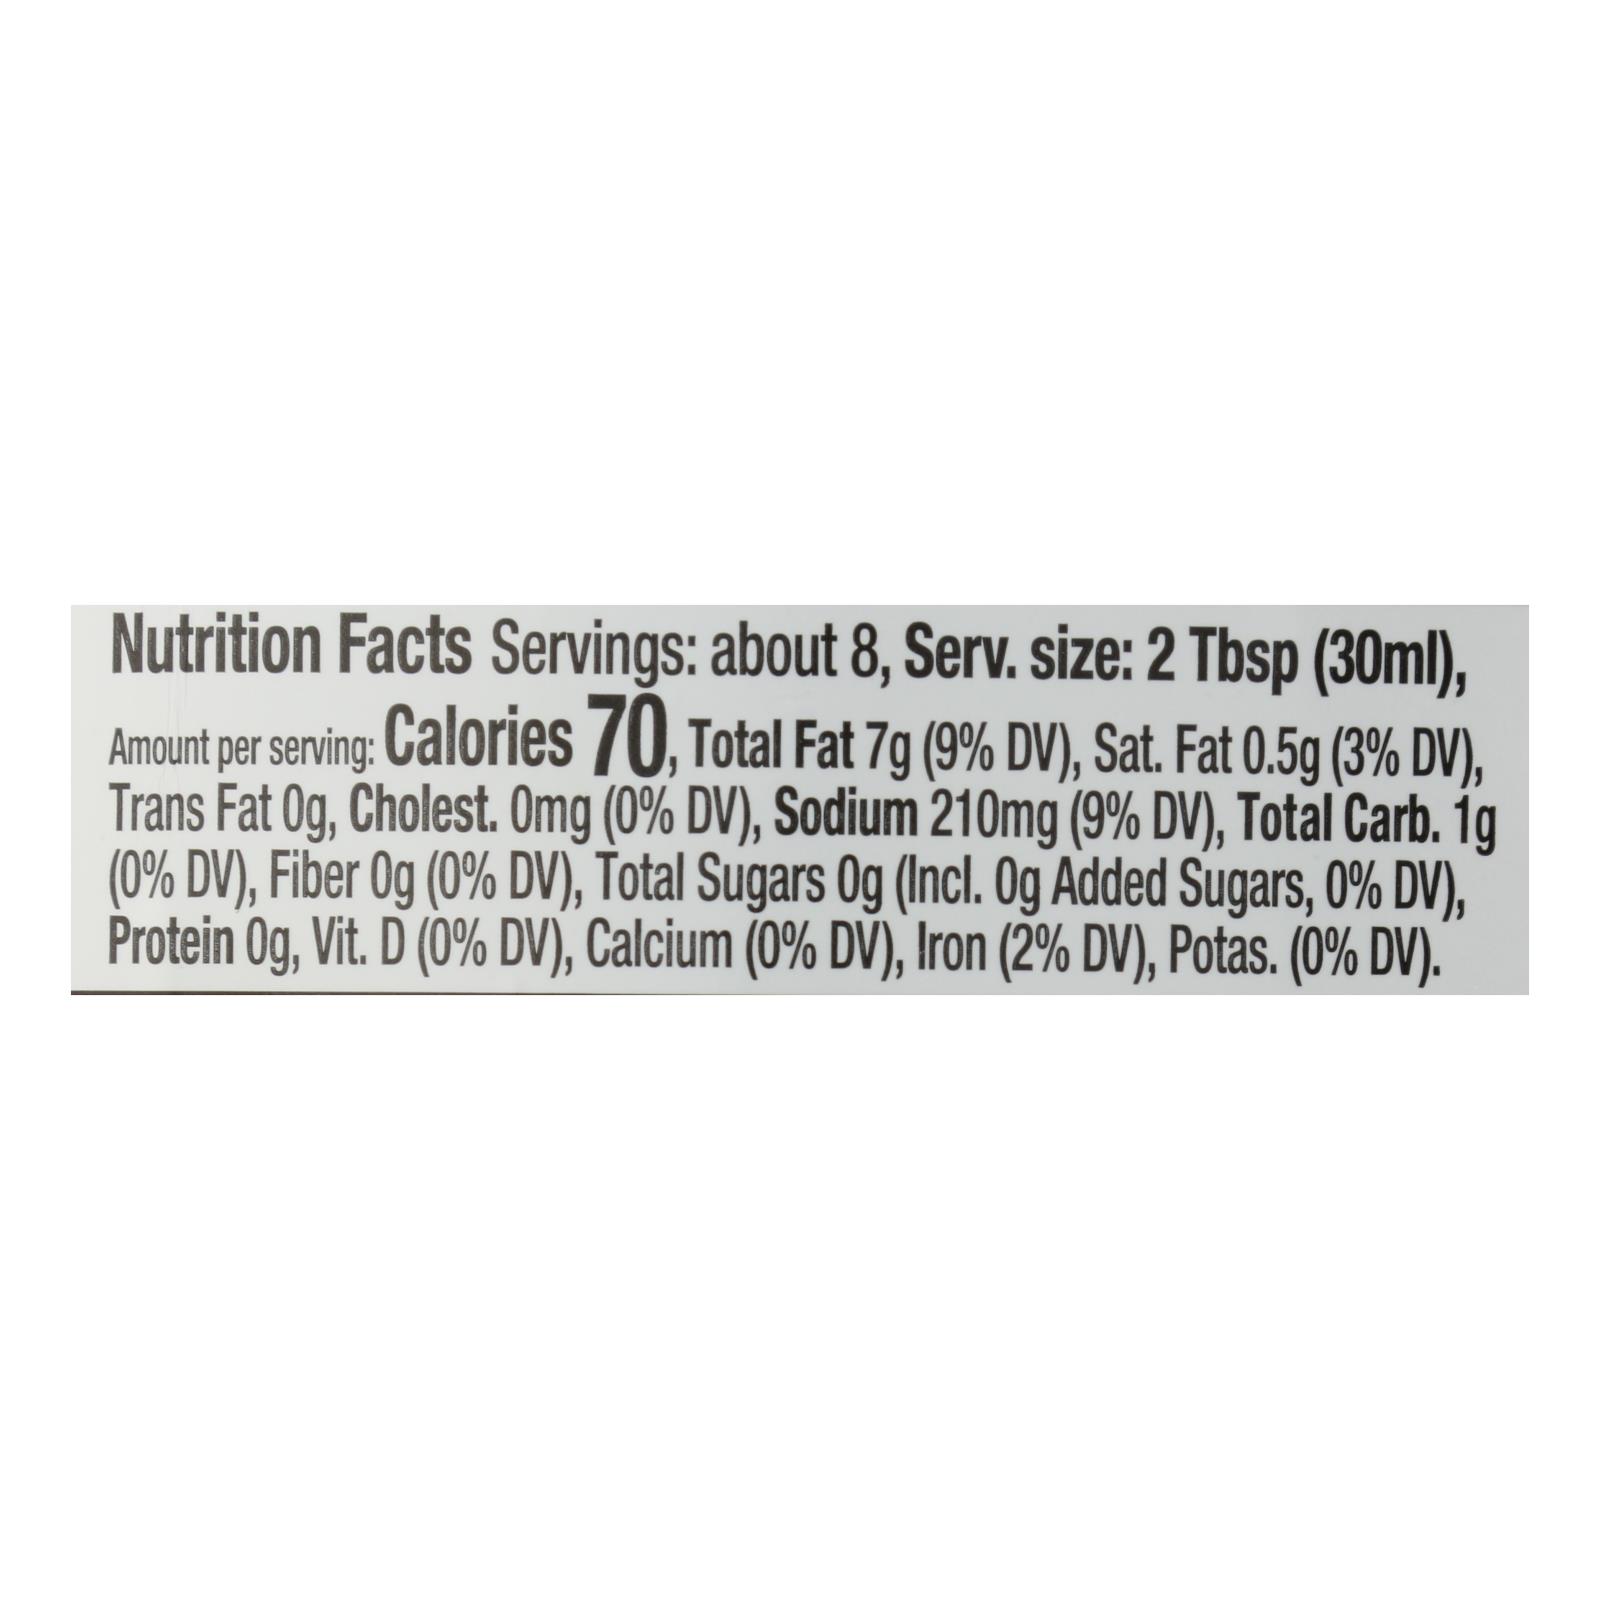 Nutrition Facts Servings: about 8, Serv. size: 2 Tbsp (30ml),
Amount per serving: Calories 70, Total Fat 7g (9% DV), Sat. Fat 0.5g (3% DV),
Trans Fat 0g, Cholest. 0mg (0% DV), Sodium 210mg (9% DV), Total Carb. 1g
(0% DV), Fiber 0g (0% DV), Total Sugars 0g (Incl. 0g Added Sugars, 0% DV),
Protein 0g, Vit. D (0% DV), Calcium (0% DV), Iron (2% DV), Potas. (0% DV).